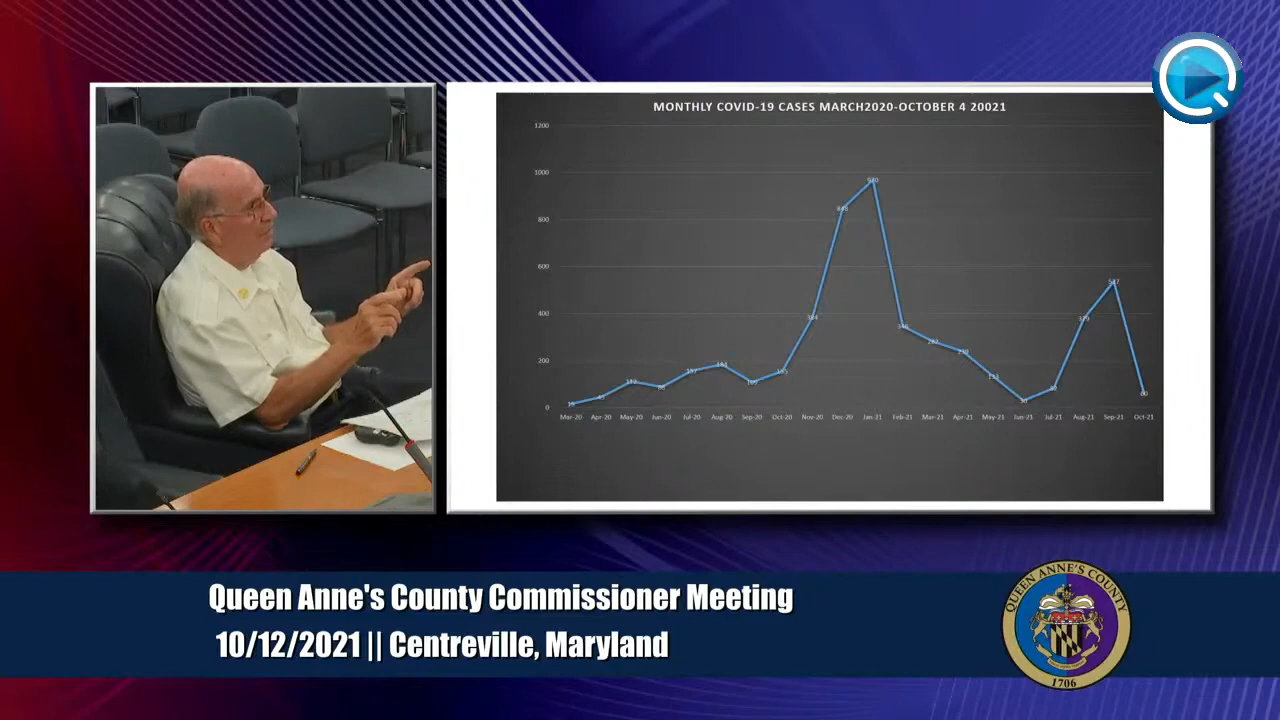 MONTHLY COVID-19 CASES MARCH2020-OCTOBER 4 20021
1200
1000
800
600
400
200
0
Mar-20 Apr-20 May-20 Jun-20 Jul-20 Aug-20 Sep-20 Oct-20 Nov-20 Dec-20 Jan-21 Feb-21 Mar-21 Apr-21 May-21 Jun-21 Jul-21 Aug-21 Sep-21 Oct-21
Queen Anne's County Commissioner Meeting
10/12/2021 || Centreville, Maryland
QUEEN ANNE'S COUNTY
1706